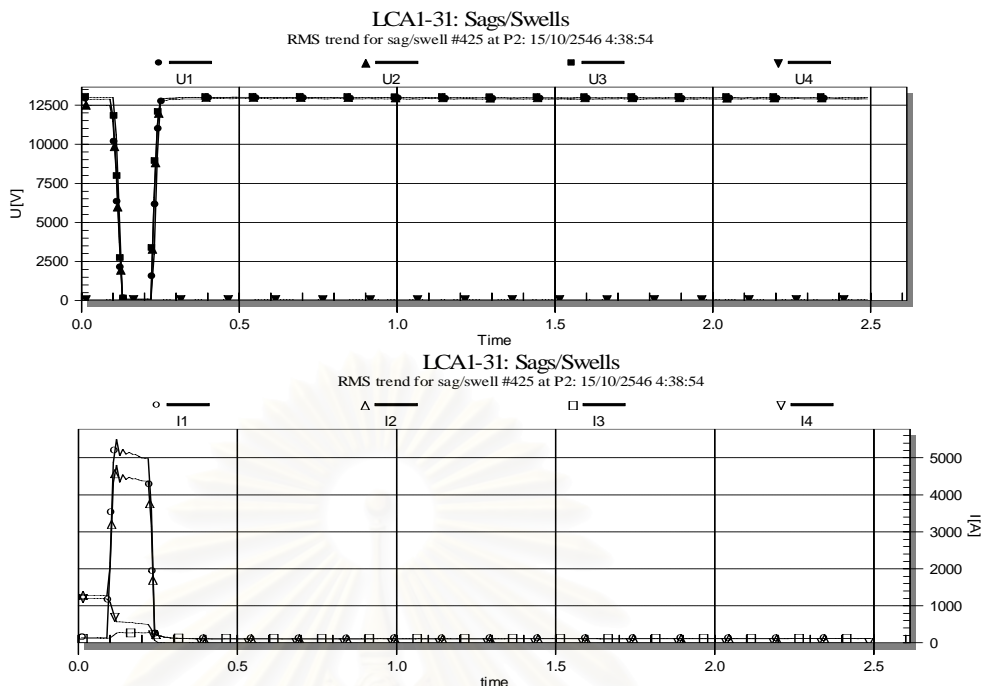 LCA1-31: Sags/Swells
RMS trend for sag/swell #425 at P2: 15/10/2546 4:38:54
U1 U2 U3 U4
12500
10000
7500
5000
2500
0
U[V]
0.0 0.5 1.0 1.5 2.0 2.5
Time
LCA1-31: Sags/Swells
RMS trend for sag/swell #425 at P2: 15/10/2546 4:38:54
I1 I2 I3 I4
5000
4000
3000
2000
1000
0
I[A]
0.0 0.5 1.0 1.5 2.0 2.5
time